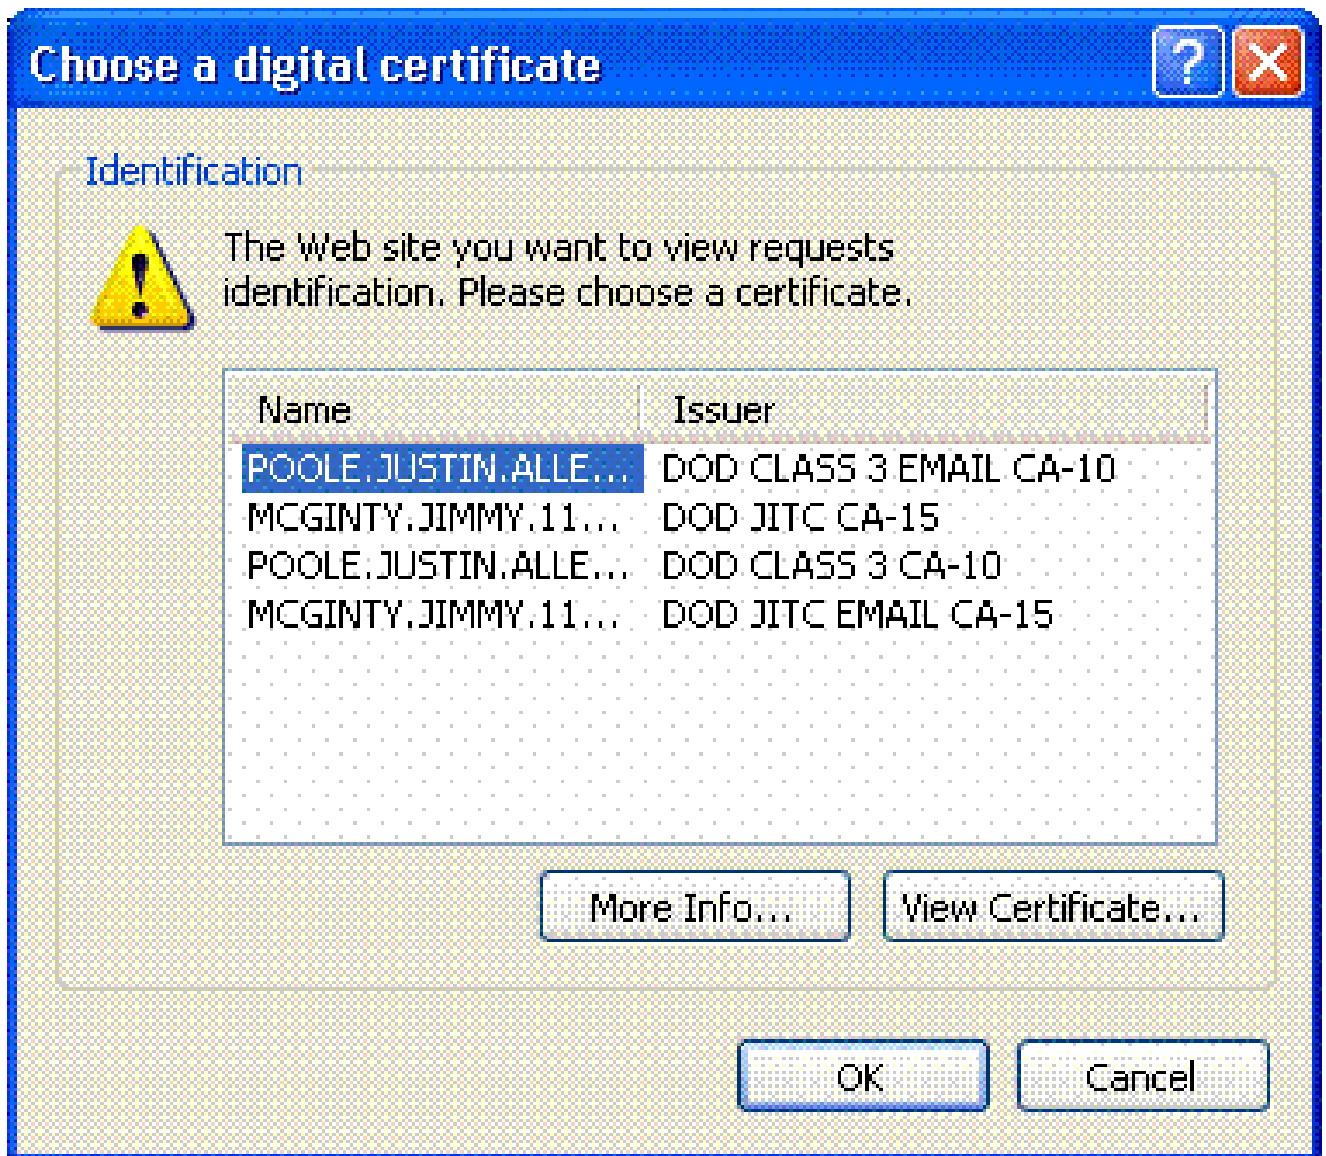 Choose a digital certificate
?
Identification
The Web site you want to view requests
identification. Please choose a certificate.
Name Issuer
POOLE.JUSTIN.ALLE... DOD CLASS 3 EMAIL CA-10
MCGINTY.JIMMY.11... DOD JITC CA-15
POOLE.JUSTIN.ALLE... DOD CLASS 3 CA-10
MCGINTY.JIMMY.11... DOD JITC EMAIL CA-15
More Info... View Certificate...
OK Cancel